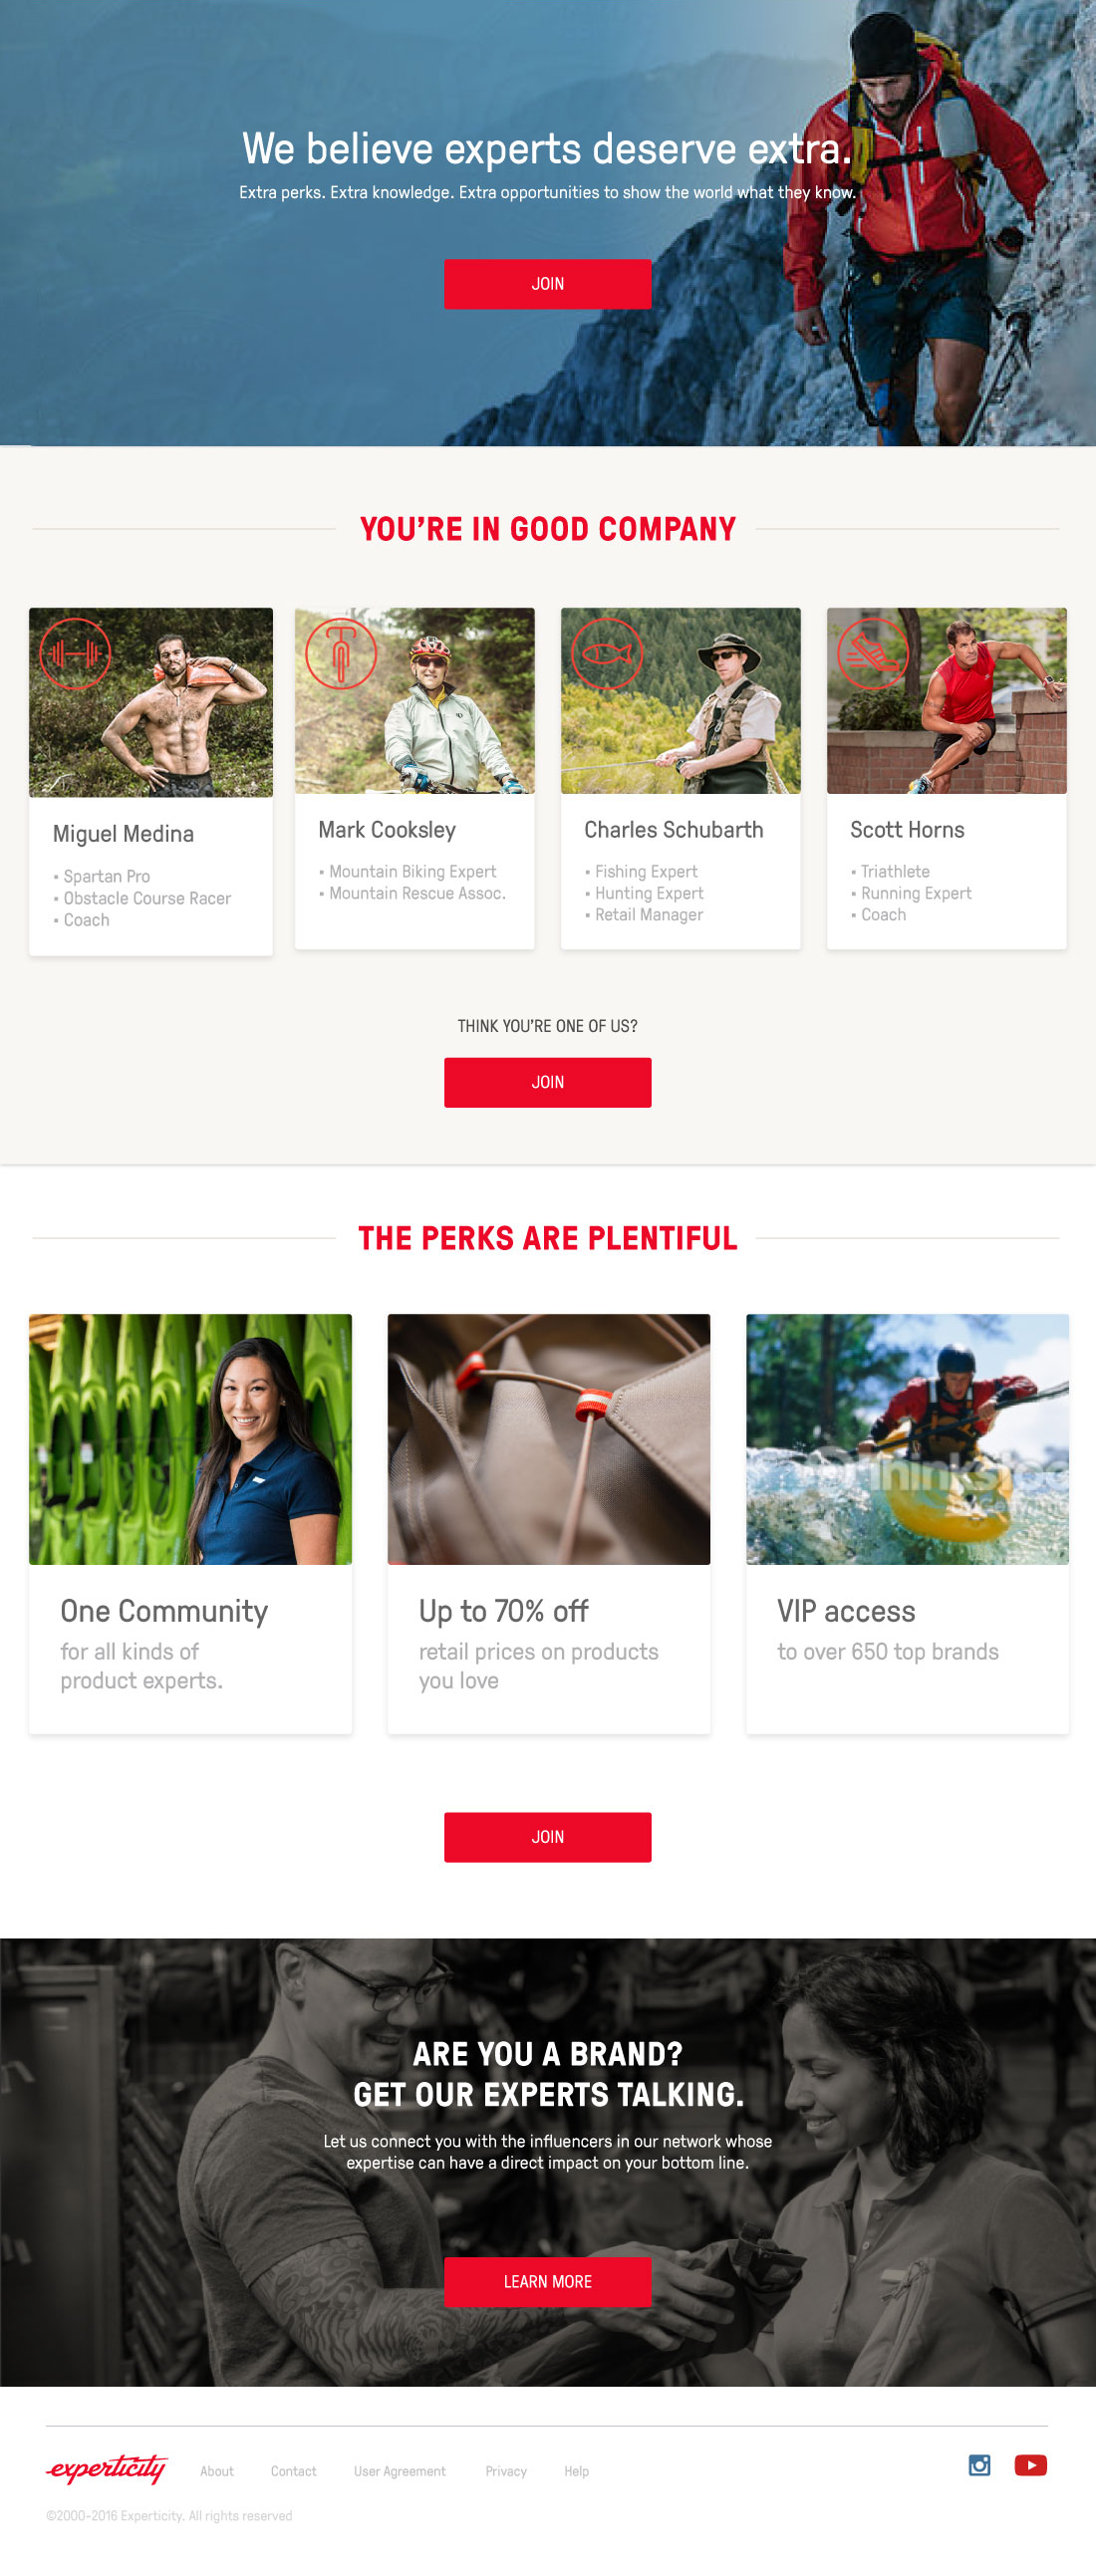 We believe experts deserve extra.
Extra perks. Extra knowledge. Extra opportunities to show the world what they know.
JOIN
YOU’RE IN GOOD COMPANY
Miguel Medina
▪ Spartan Pro
▪ Obstacle Course Racer
▪ Coach
Mark Cooksley
▪ Mountain Biking Expert
▪ Mountain Rescue Assoc.
Charles Schubarth
▪ Fishing Expert
▪ Hunting Expert
▪ Retail Manager
Scott Horns
▪ Triathlete
▪ Running Expert
▪ Coach
THINK YOU’RE ONE OF US?
JOIN
THE PERKS ARE PLENTIFUL
One Community
for all kinds of
product experts.
Up to 70% off
retail prices on products
you love
thinksto
VIP access
to over 650 top brands
JOIN
ARE YOU A BRAND?
GET OUR EXPERTS TALKING.
Let us connect you with the influencers in our network whose
expertise can have a direct impact on your bottom line.
LEARN MORE
experticity
About Contact User Agreement Privacy Help
©2000-2016 Experticity. All rights reserved